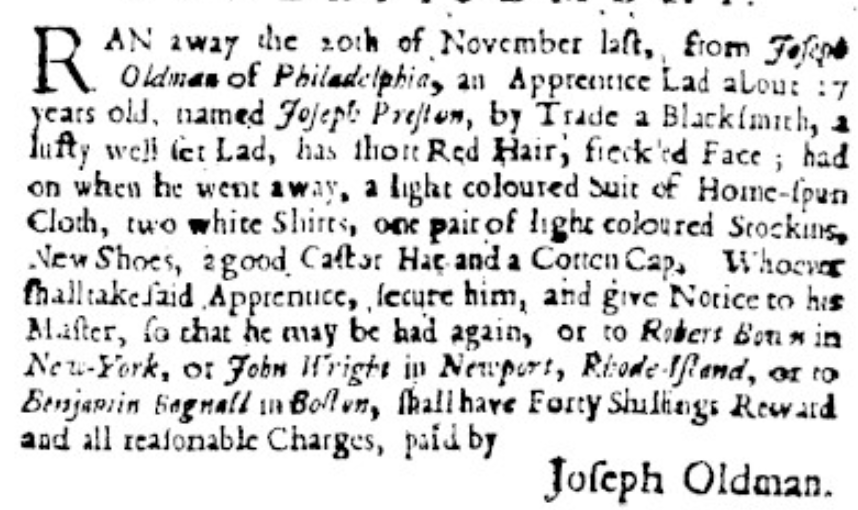 RAN away the 20th of November laſt, from Joſeph
Oldman of Philadelphia, an Apprentice Lad about 17
years old, named Joſeph Preſton, by Trade a Blackſmith, a
luſty well ſet Lad, has ſhort Red Hair, freck'ed Face; had
on when he went away, a light coloured Suit of Home-ſpun
Cloth, two white Shirts, one pair of light coloured Stockins,
New Shoes, a good Caſtor Hat and a Cotten Cap. Whoever
ſhall take ſaid Apprentice, ſecure him, and give Notice to his
Maſter, ſo that he may be had again, or to Robert in
New-York, or John Wright in Newport, Rhode-Iſland, or to
Benjamin Bagnall in Boſton, ſhall have Forty Shillings Reward
and all reaſonable Charges, paid by
Joſeph Oldman.